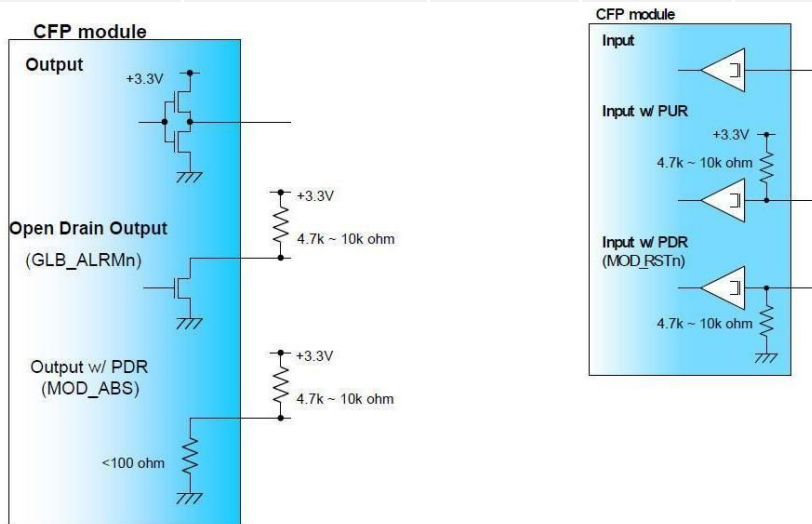 CFP module
Output
+3.3V
+3.3V
4.7k ~ 10k ohm
Open Drain Output
(GLB_ALRMn)
+3.3V
4.7k ~ 10k ohm
Output w/ PDR
(MOD_ABS)
<100 ohm
CFP module
Input
Input w/ PUR
+3.3V
4.7k ~ 10k ohm
Input w/ PDR
(MOD_RSTn)
4.7k ~ 10k ohm